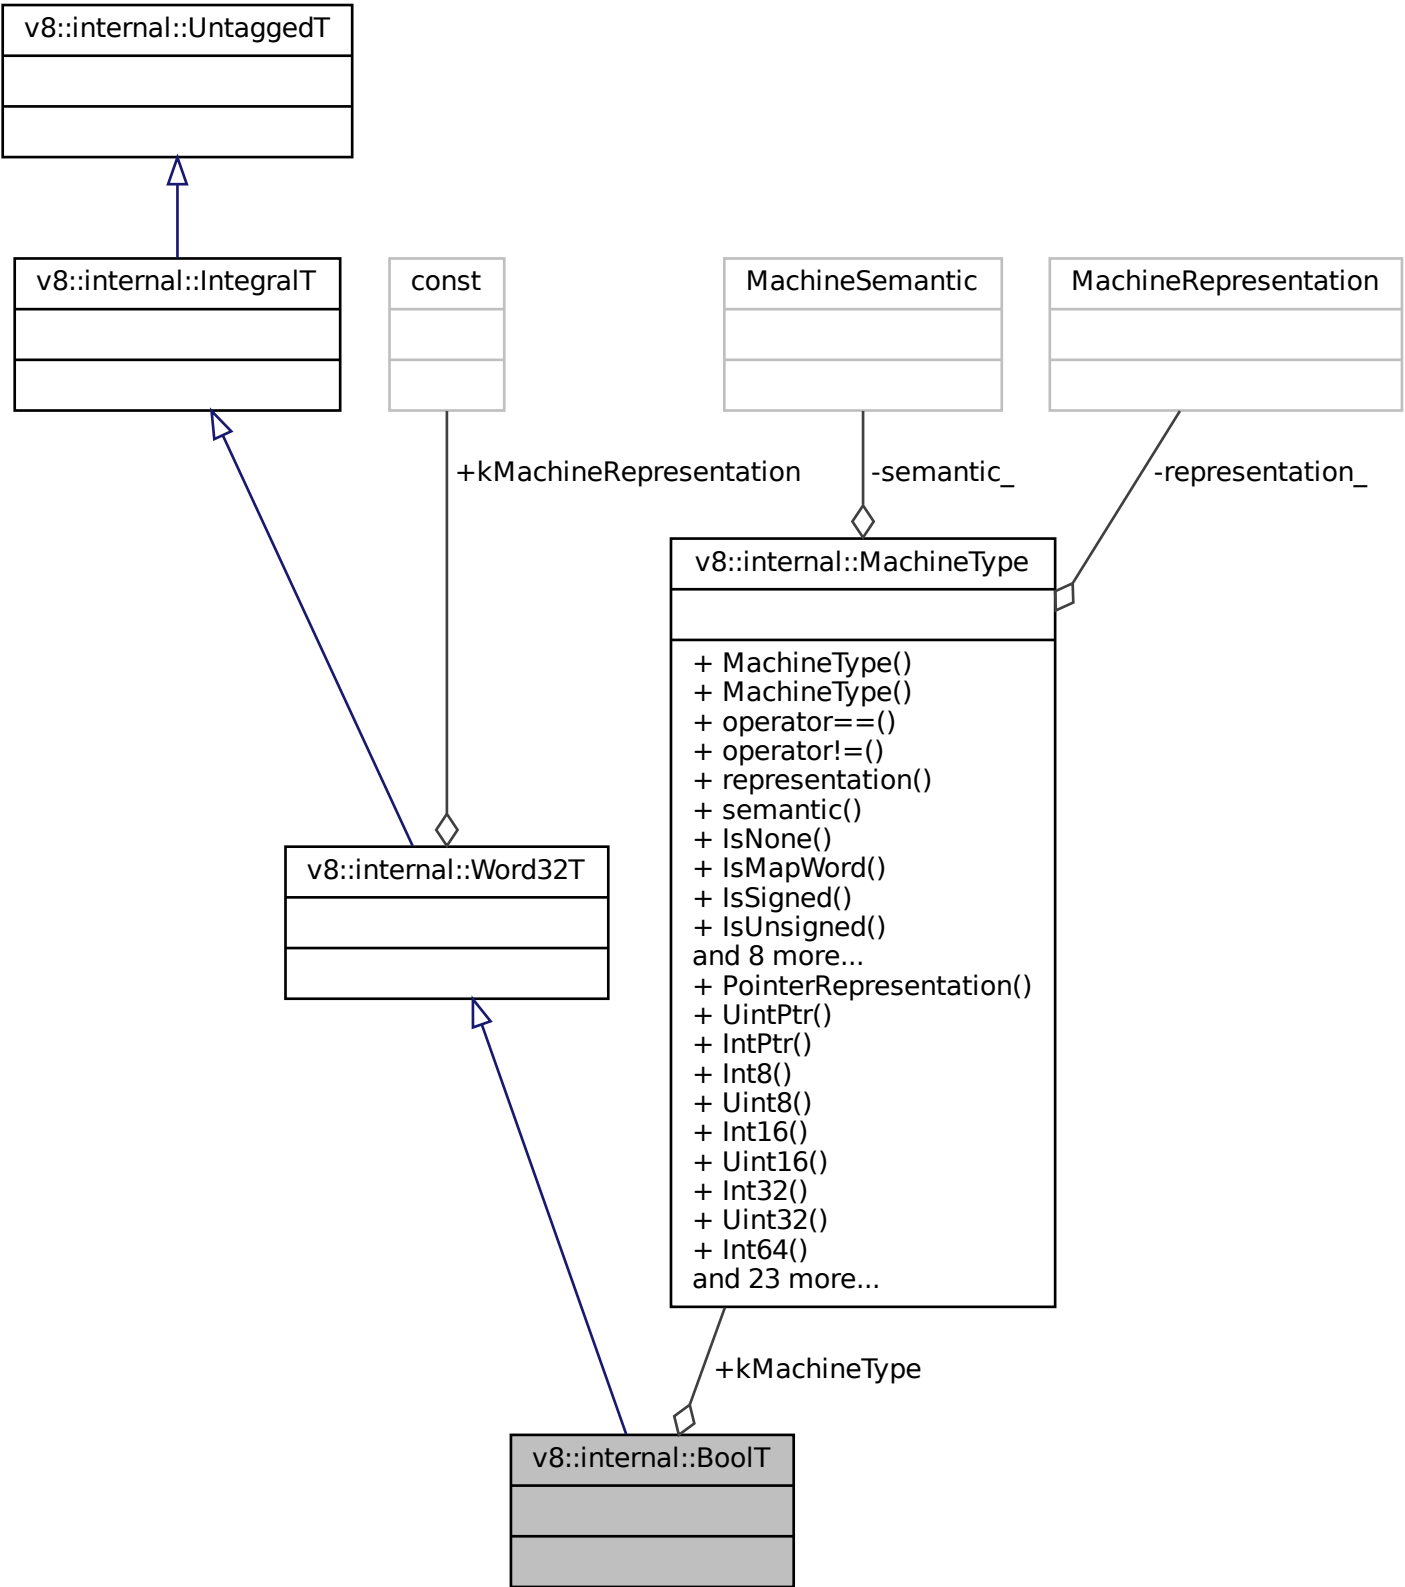 v8::internal::UntaggedT
v8::internal::IntegralT
const
MachineSemantic
MachineRepresentation
+kMachineRepresentation
-semantic_
-representation_
v8::internal::MachineType
+ MachineType()
+ MachineType()
+ operator==()
+ operator!=()
+ representation()
+ semantic()
+ IsNone()
+ IsMapWord()
+ IsSigned()
+ IsUnsigned()
and 8 more...
+ PointerRepresentation()
+ UintPtr()
+ IntPtr()
+ Int8()
+ Uint8()
+ Int16()
+ Uint16()
+ Int32()
+ Uint32()
+ Int64()
and 23 more...
v8::internal::Word32T
+kMachineType
v8::internal::BoolT